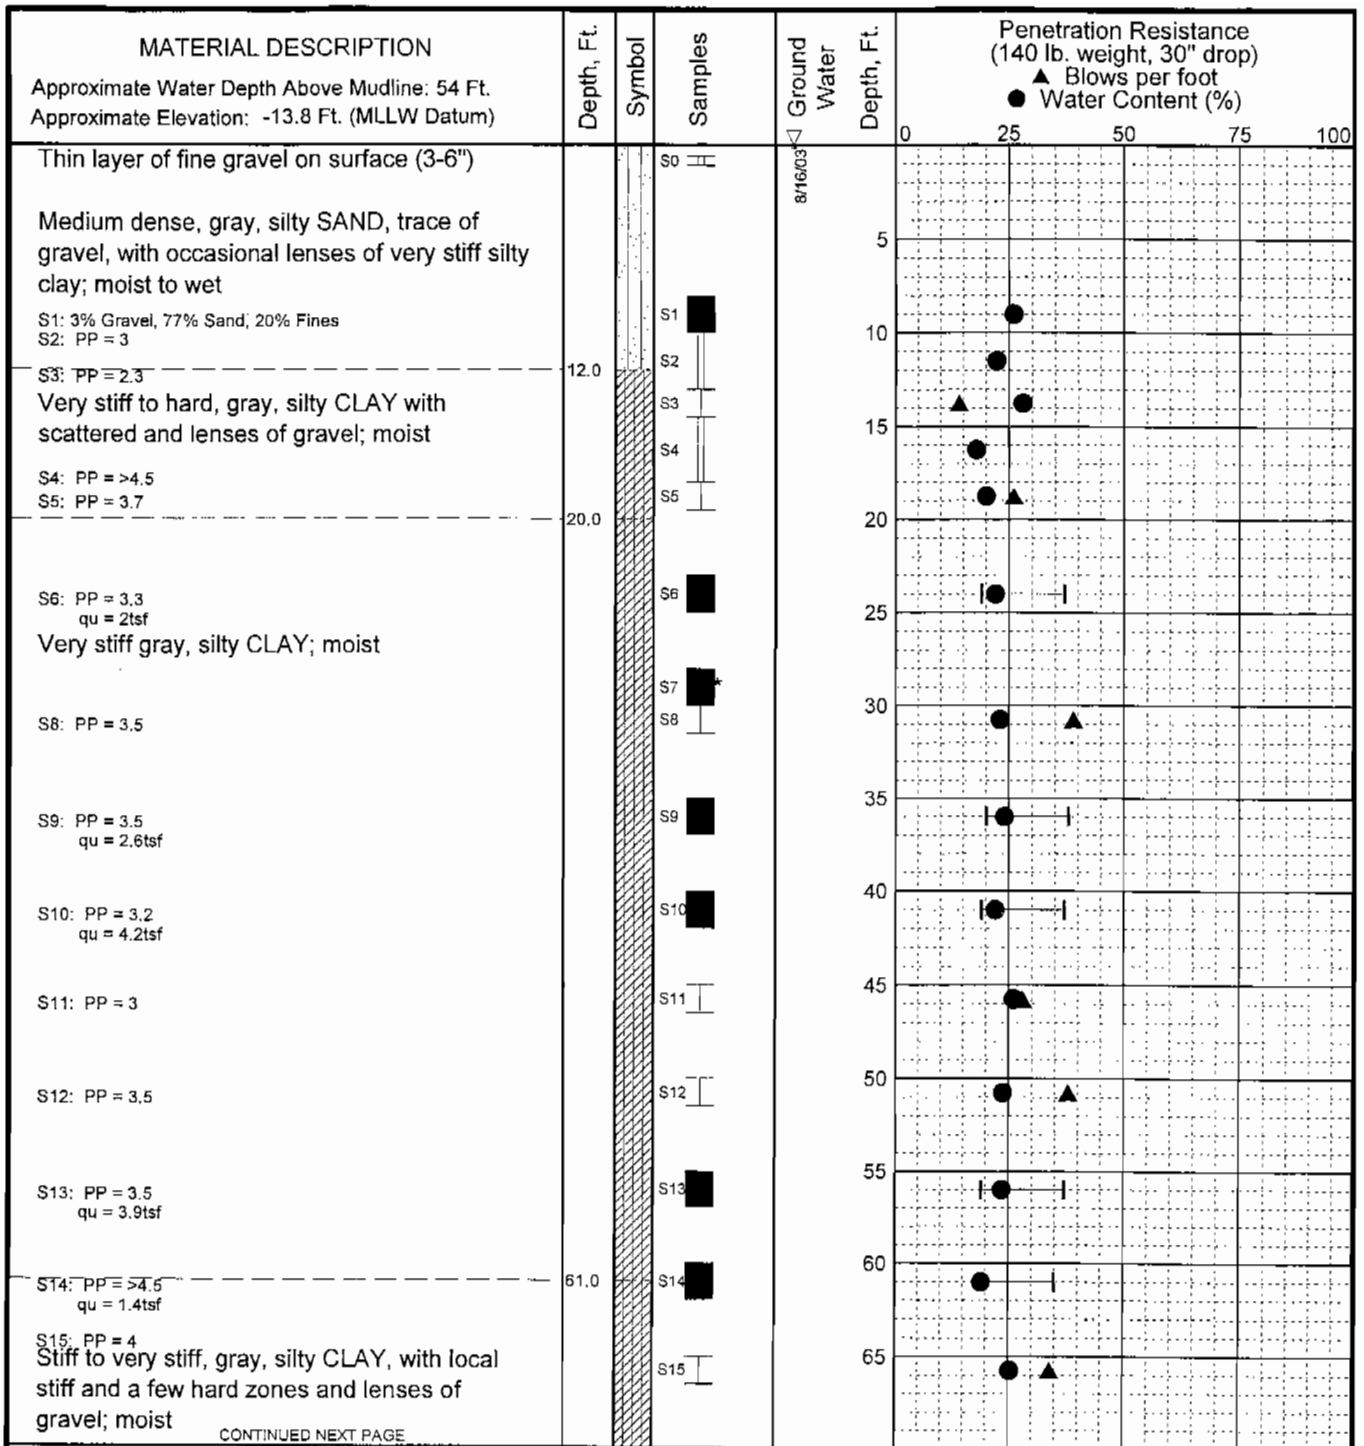 MATERIAL DESCRIPTION
Approximate Water Depth Above Mudline: 54 Ft.
Approximate Elevation: -13.8 Ft. (MLLW Datum)
Depth, Ft.
Symbol
Samples
Ground
Water
Depth, Ft.
Penetration Resistance
(140 lb. weight, 30" drop)
▲ Blows per foot
● Water Content (%)
0 25 50 75 100
Thin layer of fine gravel on surface (3-6")
Medium dense, gray, silty SAND, trace of
gravel, with occasional lenses of very stiff silty
clay; moist to wet
S1: 3% Gravel, 77% Sand, 20% Fines
S2: PP = 3
S3: PP = 2.3
Very stiff to hard, gray, silty CLAY with
scattered and lenses of gravel; moist
S4: PP = >4.5
S5: PP = 3.7
S6: PP = 3.3
qu = 2tsf
Very stiff gray, silty CLAY; moist
S8: PP = 3.5
S9: PP = 3.5
qu = 2.6tsf
S10: PP = 3.2
qu = 4.2tsf
S11: PP = 3
S12: PP = 3.5
S13: PP = 3.5
qu = 3.9tsf
S14: PP = >4.5
qu = 1.4tsf
S15: PP = 4
Stiff to very stiff, gray, silty CLAY, with local
stiff and a few hard zones and lenses of
gravel; moist
CONTINUED NEXT PAGE
12.0
20.0
61.0
S0
S1
S2
S3
S4
S5
S6
S7 *
S8
S9
S10
S11
S12
S13
S14
S15
8/16/03
5
10
15
20
25
30
35
40
45
50
55
60
65